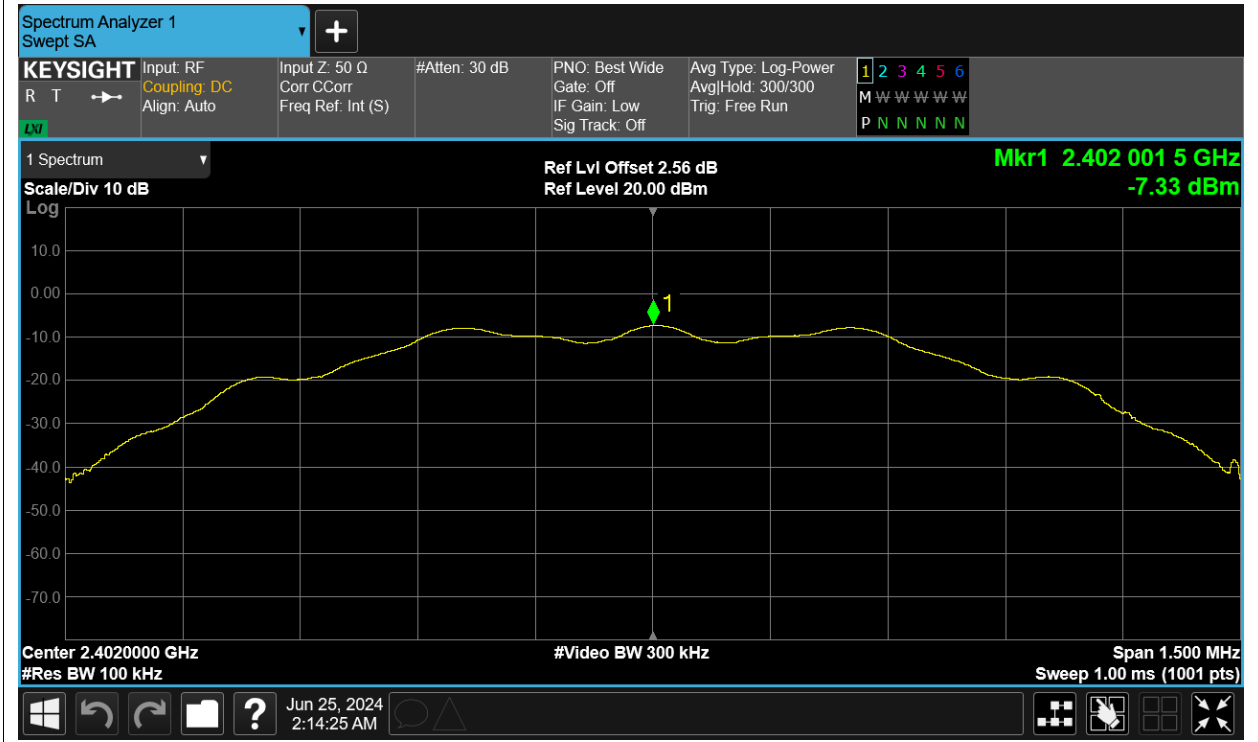 Spectrum Analyzer 1
Swept SA
KEYSIGHT
R T
LXI
Input: RF
Coupling: DC
Align: Auto
Input Z: 50 Ω
Corr CCorr
Freq Ref: Int (S)
#Atten: 30 dB
PNO: Best Wide
Gate: Off
IF Gain: Low
Sig Track: Off
Avg Type: Log-Power
Avg|Hold: 300/300
Trig: Free Run
1 2 3 4 5 6
M W W W W W
P N N N N N
1 Spectrum
Scale/Div 10 dB
Log
Ref Lvl Offset 2.56 dB
Ref Level 20.00 dBm
Mkr1 2.402 001 5 GHz
-7.33 dBm
10.0
0.00
-10.0
-20.0
-30.0
-40.0
-50.0
-60.0
-70.0
1
Center 2.4020000 GHz
#Res BW 100 kHz
#Video BW 300 kHz
Span 1.500 MHz
Sweep 1.00 ms (1001 pts)
?
Jun 25, 2024
2:14:25 AM